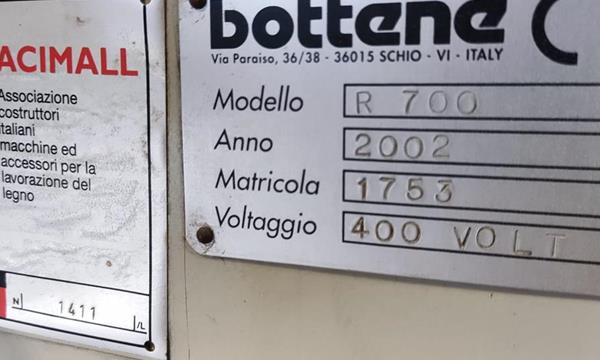 ACIMALL
Associazione
costruttori
italiani
macchine ed
accessori per la
lavorazione del
legno
N 1411 /L
bottene
Via Paraiso, 36/38 - 36015 SCHIO - VI - ITALY
Modello R 700
Anno 2002
Matricola 1753
Voltaggio 400 VOLT